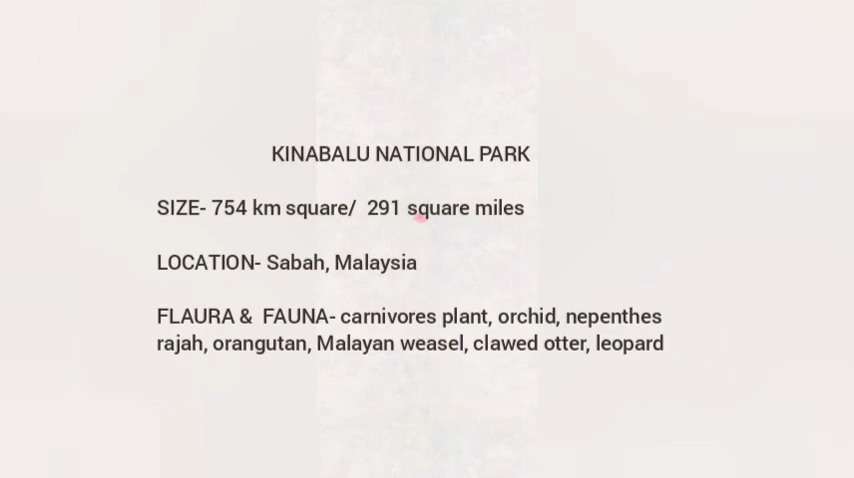 KINABALU NATIONAL PARK
SIZE- 754 km square/  291 square miles
LOCATION- Sabah, Malaysia
FLAURA &  FAUNA- carnivores plant, orchid, nepenthes
rajah, orangutan, Malayan weasel, clawed otter, leopard